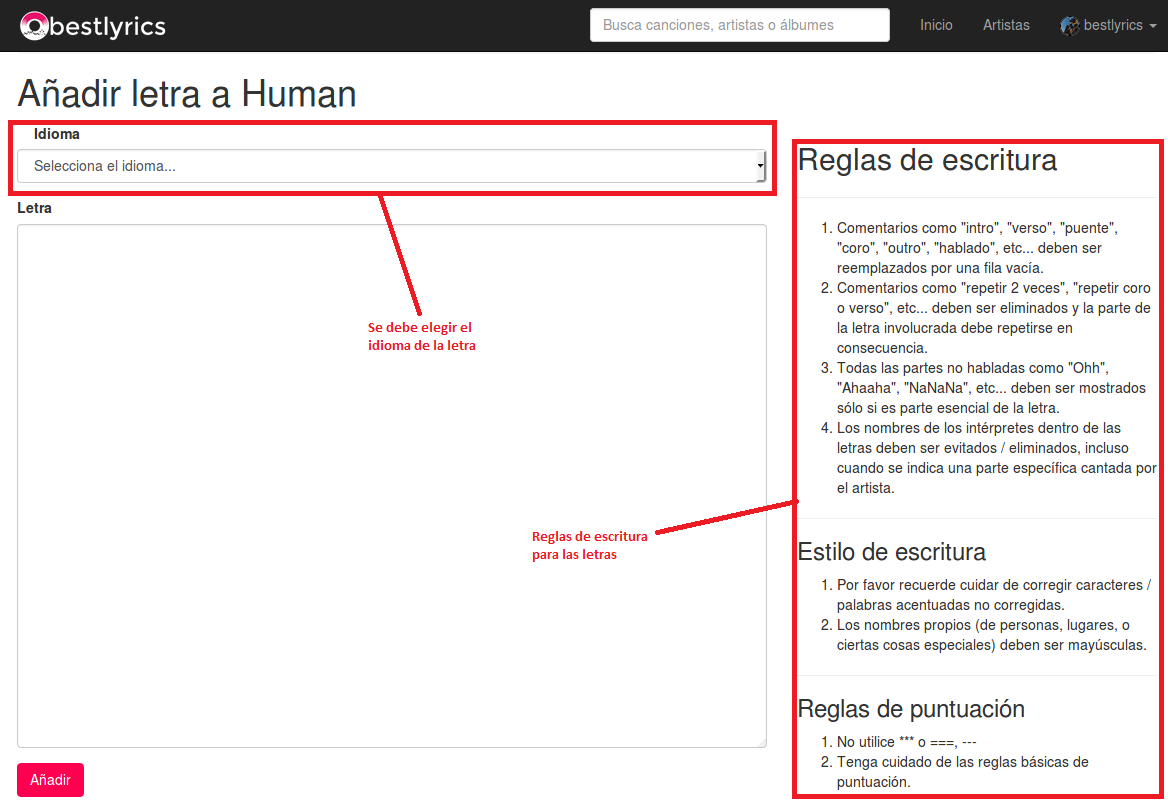 bestlyrics
Busca canciones, artistas o álbumes
Inicio
Artistas
bestlyrics
Añadir letra a Human
Idioma
Selecciona el idioma...
Letra
Se debe elegir el
idioma de la letra
Reglas de escritura
para las letras
Añadir
Reglas de escritura
1. Comentarios como "intro", "verso", "puente",
"coro", "outro", "hablado", etc... deben ser
reemplazados por una fila vacía.
2. Comentarios como "repetir 2 veces", "repetir coro
o verso", etc... deben ser eliminados y la parte de
la letra involucrada debe repetirse en
consecuencia.
3. Todas las partes no habladas como "Ohh",
"Ahaaha", "NaNaNa", etc... deben ser mostrados
sólo si es parte esencial de la letra.
4. Los nombres de los intérpretes dentro de las
letras deben ser evitados / eliminados, incluso
cuando se indica una parte específica cantada por
el artista.
Estilo de escritura
1. Por favor recuerde cuidar de corregir caracteres /
palabras acentuadas no corregidas.
2. Los nombres propios (de personas, lugares, o
ciertas cosas especiales) deben ser mayúsculas.
Reglas de puntuación
1. No utilice *** o ===, ---
2. Tenga cuidado de las reglas básicas de
puntuación.